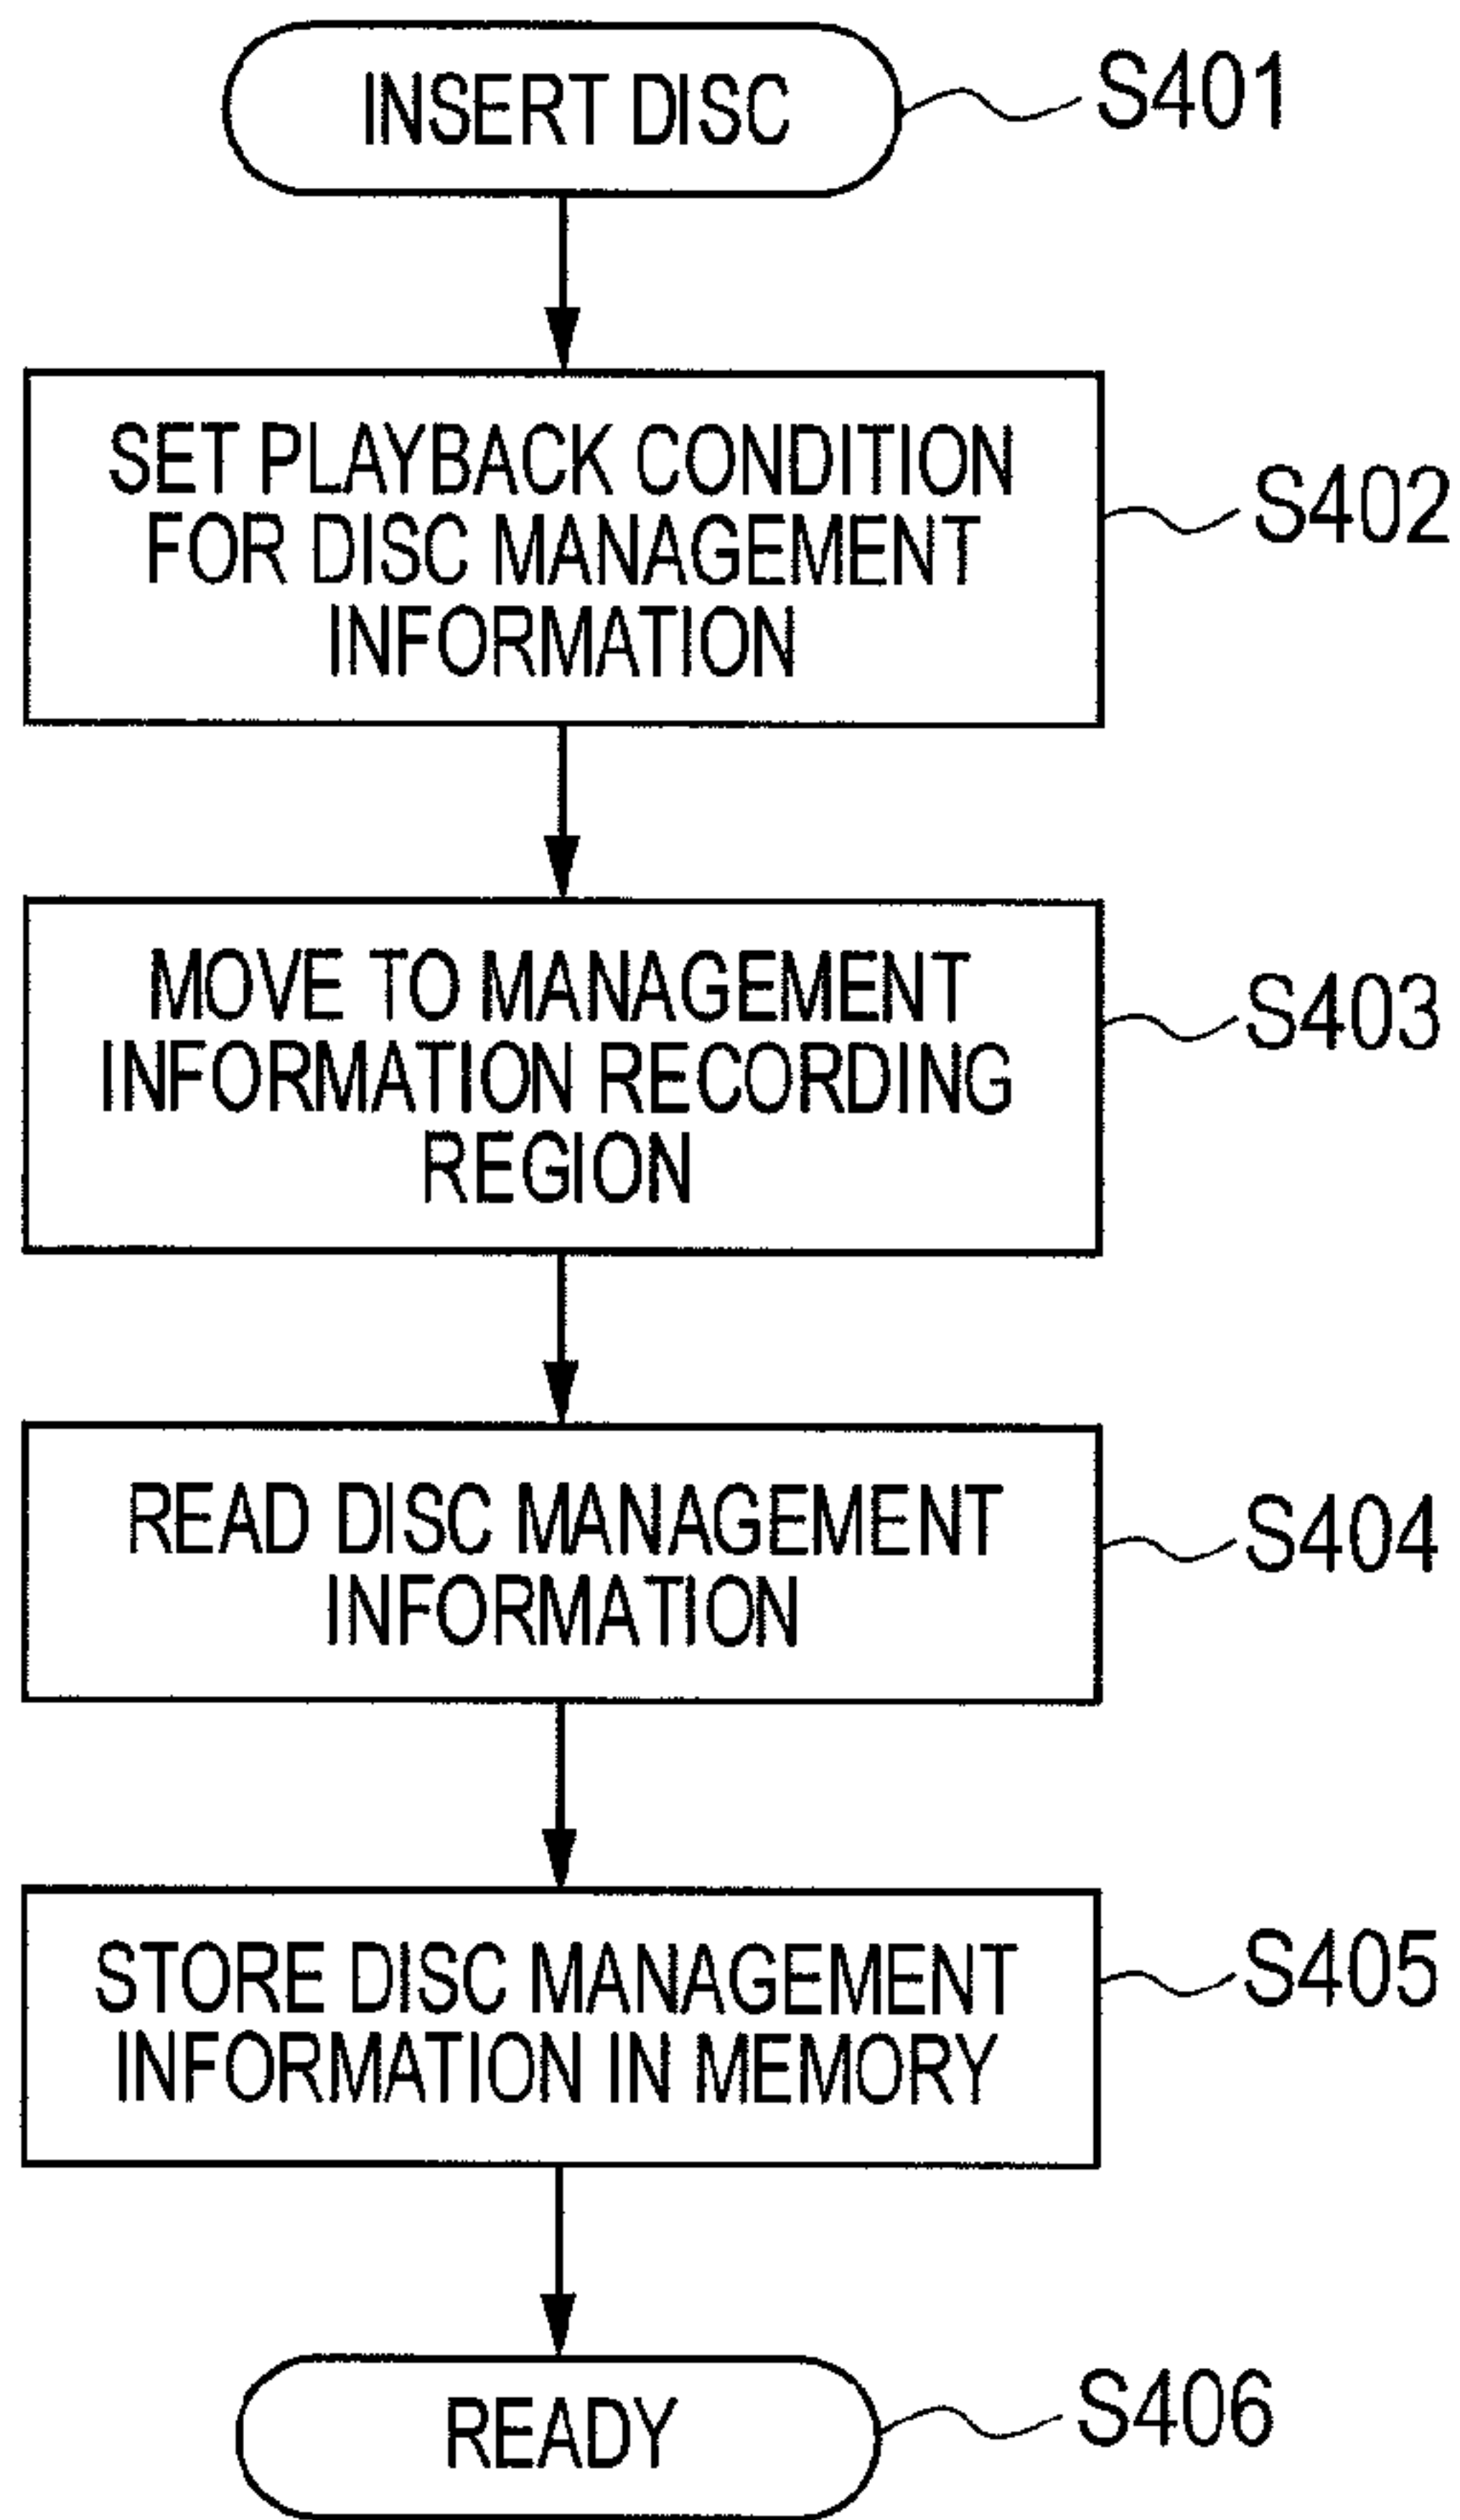 INSERT DISC
S401
SET PLAYBACK CONDITION
FOR DISC MANAGEMENT
INFORMATION
S402
MOVE TO MANAGEMENT
INFORMATION RECORDING
REGION
S403
READ DISC MANAGEMENT
INFORMATION
S404
STORE DISC MANAGEMENT
INFORMATION IN MEMORY
S405
READY
S406